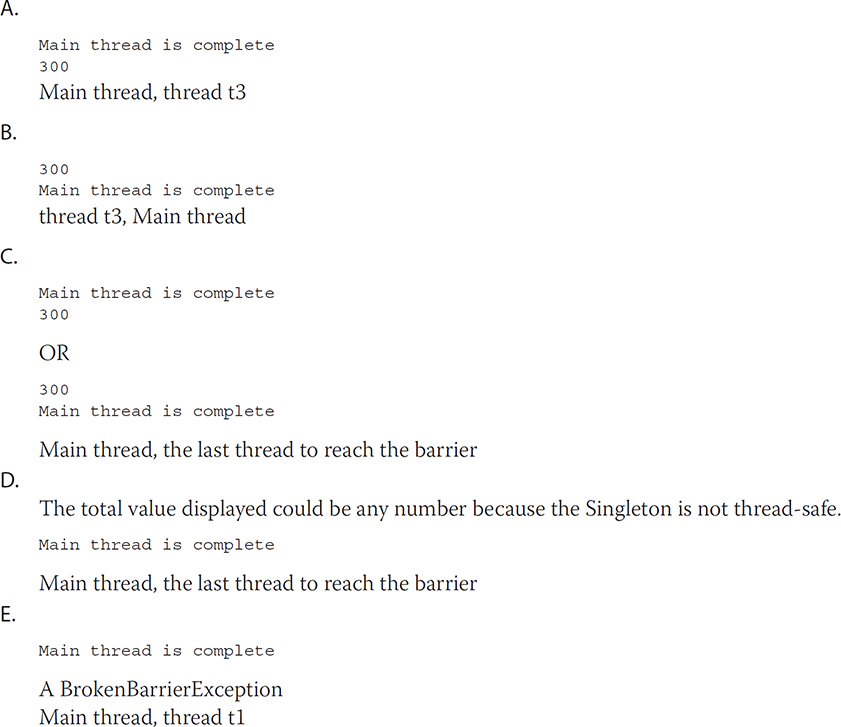 A.
Main thread is complete
300
Main thread, thread t3
B.
300
Main thread is complete
thread t3, Main thread
C.
Main thread is complete
300
OR
300
Main thread is complete
Main thread, the last thread to reach the barrier
D.
The total value displayed could be any number because the Singleton is not thread-safe.
Main thread is complete
Main thread, the last thread to reach the barrier
E.
Main thread is complete
A BrokenBarrierException
Main thread, thread t1